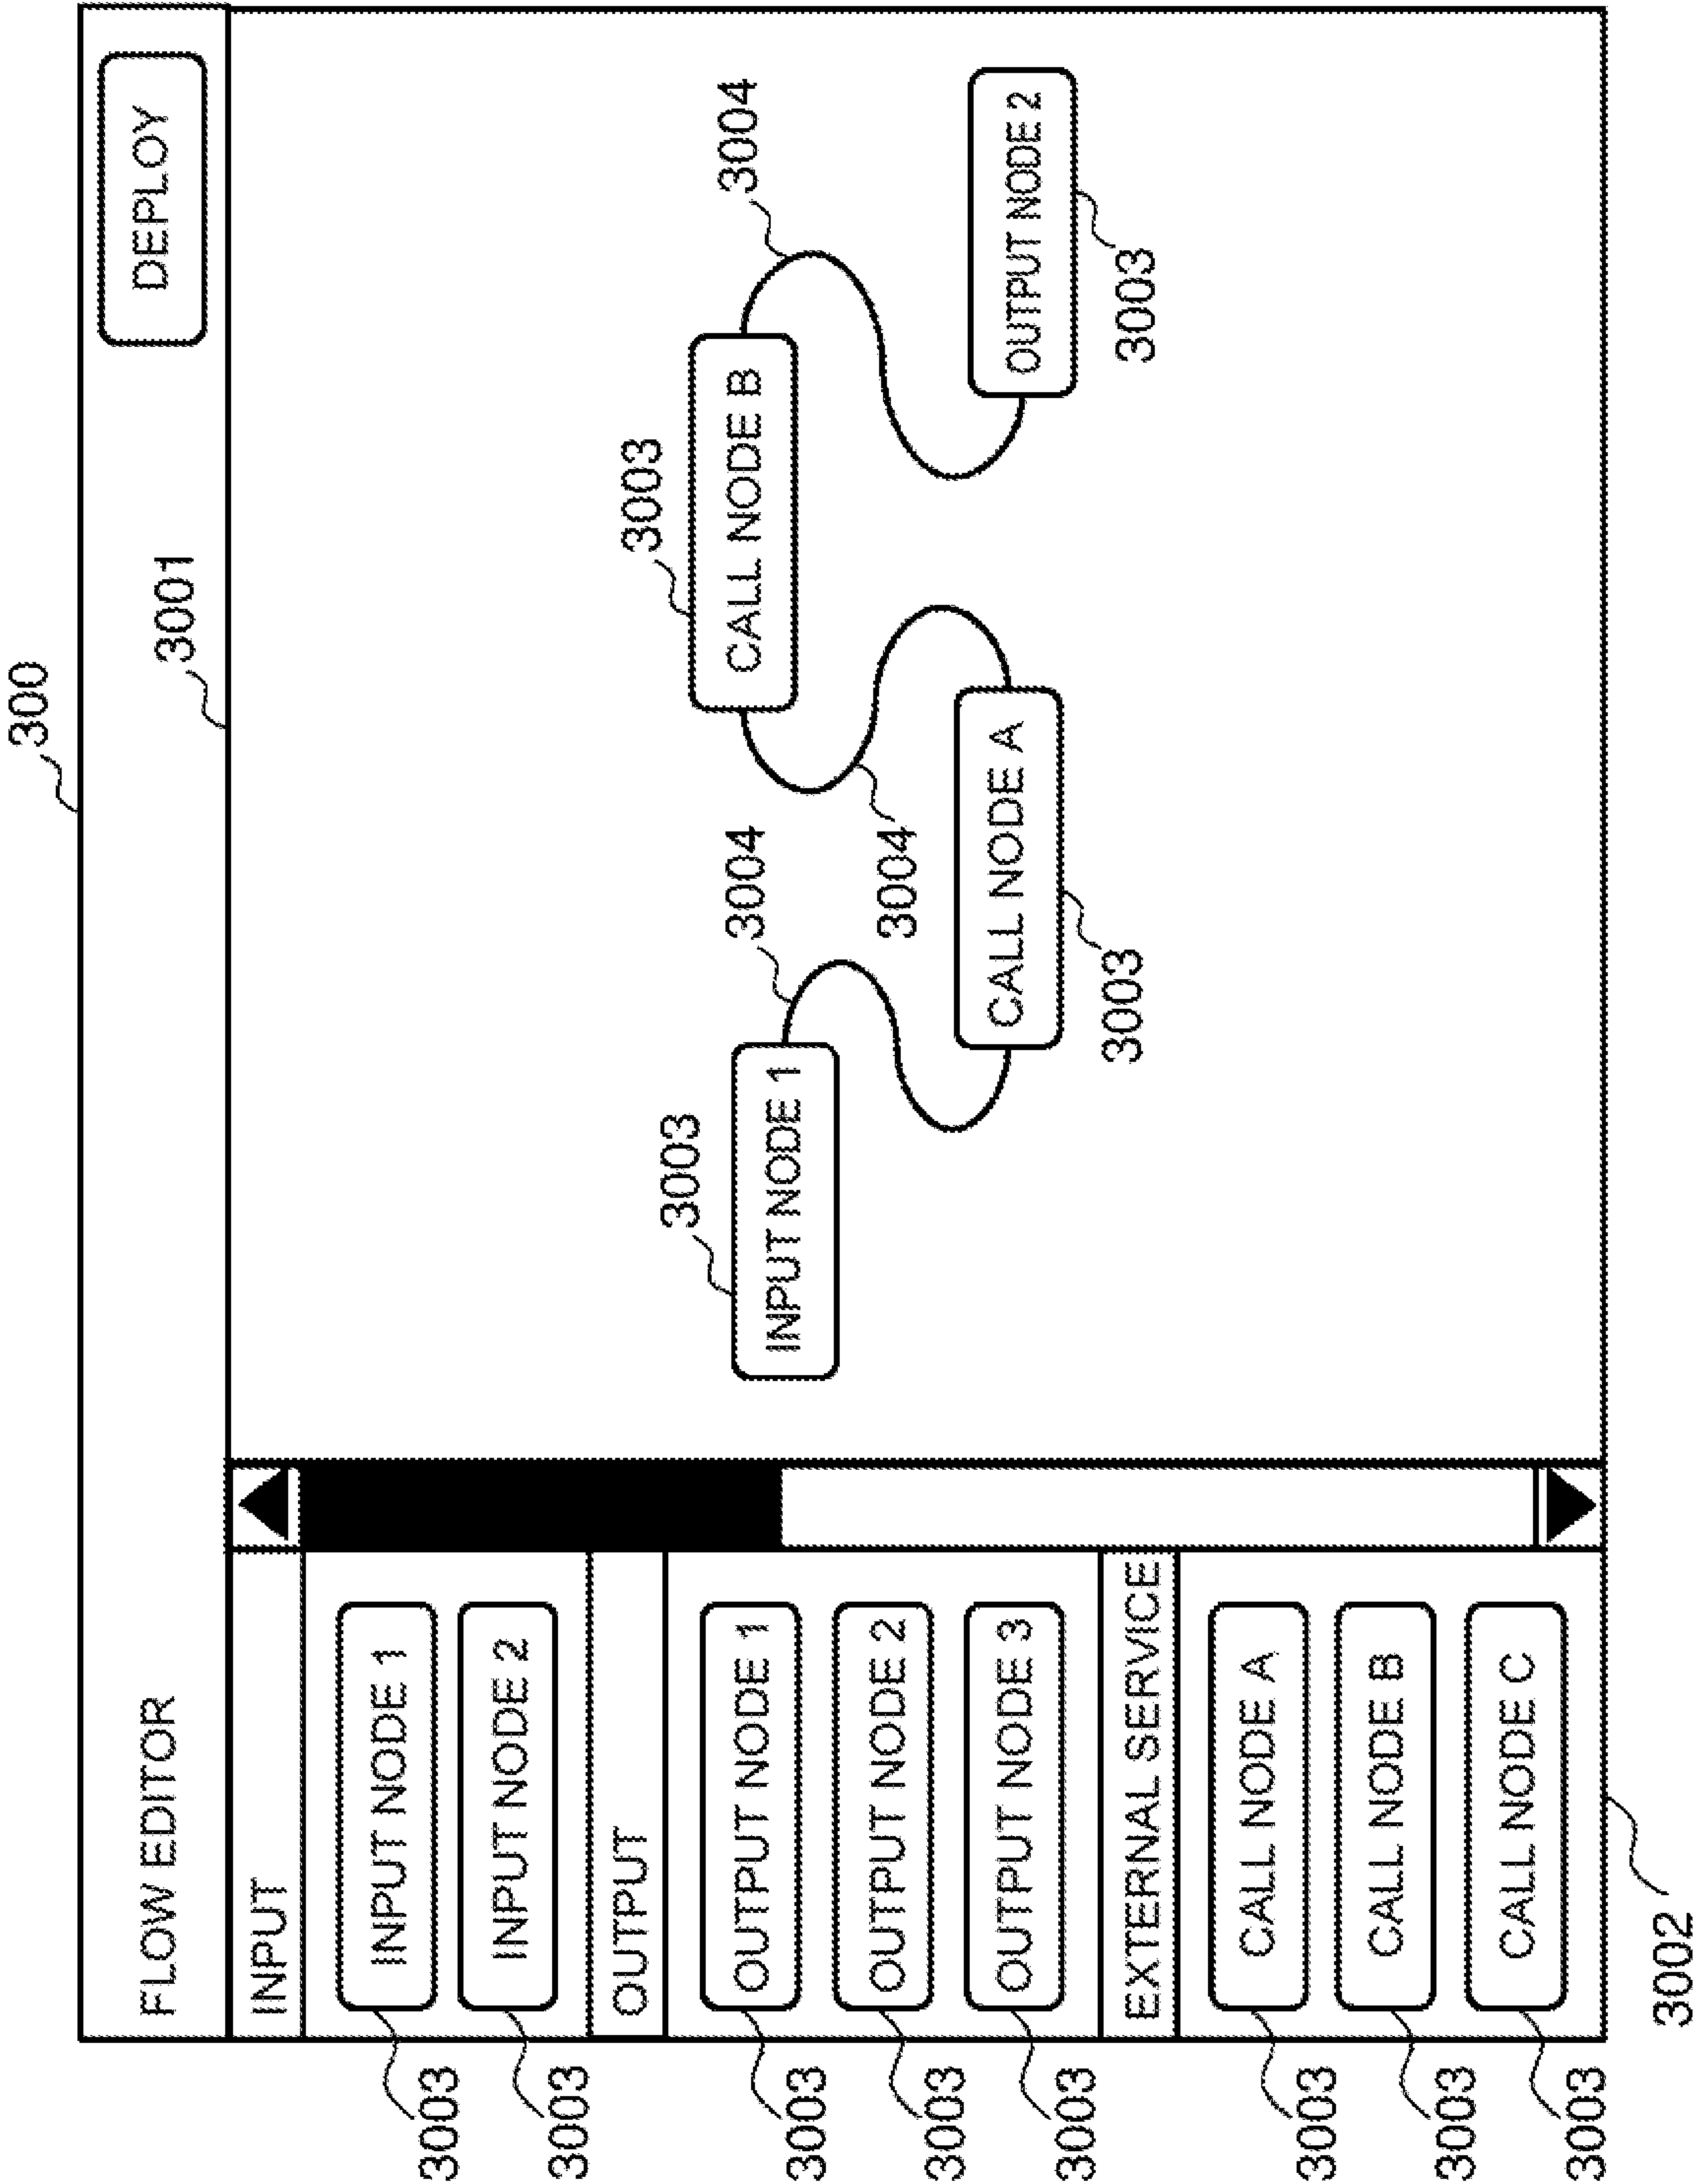 300
FLOW EDITOR
DEPLOY
3001
INPUT
3003 INPUT NODE 1
3003 INPUT NODE 2
OUTPUT
3003 OUTPUT NODE 1
3003 OUTPUT NODE 2
3003 OUTPUT NODE 3
EXTERNAL SERVICE
3003 CALL NODE A
3003 CALL NODE B
3003 CALL NODE C
3002
3003
INPUT NODE 1
3004
3004
3003
CALL NODE B
3004
CALL NODE A
3003
OUTPUT NODE 2
3003